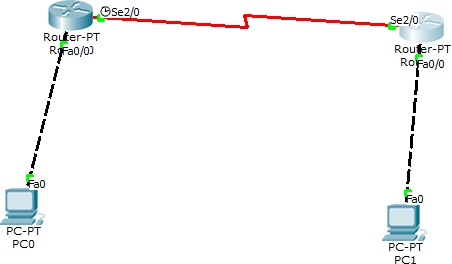 Se2/0
Se2/0
Router-PT
Fa0/0
Router-PT
Fa0/0
Fa0
PC-PT
PC0
Fa0
PC-PT
PC1